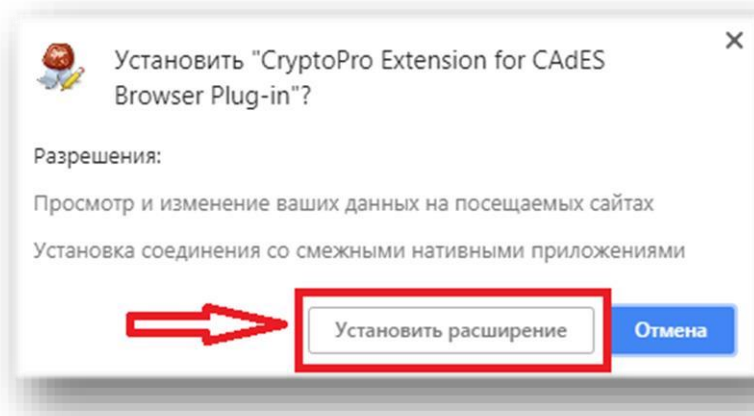 Установить "CryptoPro Extension for CAdES
Browser Plug-in"?
Разрешения:
Просмотр и изменение ваших данных на посещаемых сайтах
Установка соединения со смежными нативными приложениями
Установить расширение
Отмена